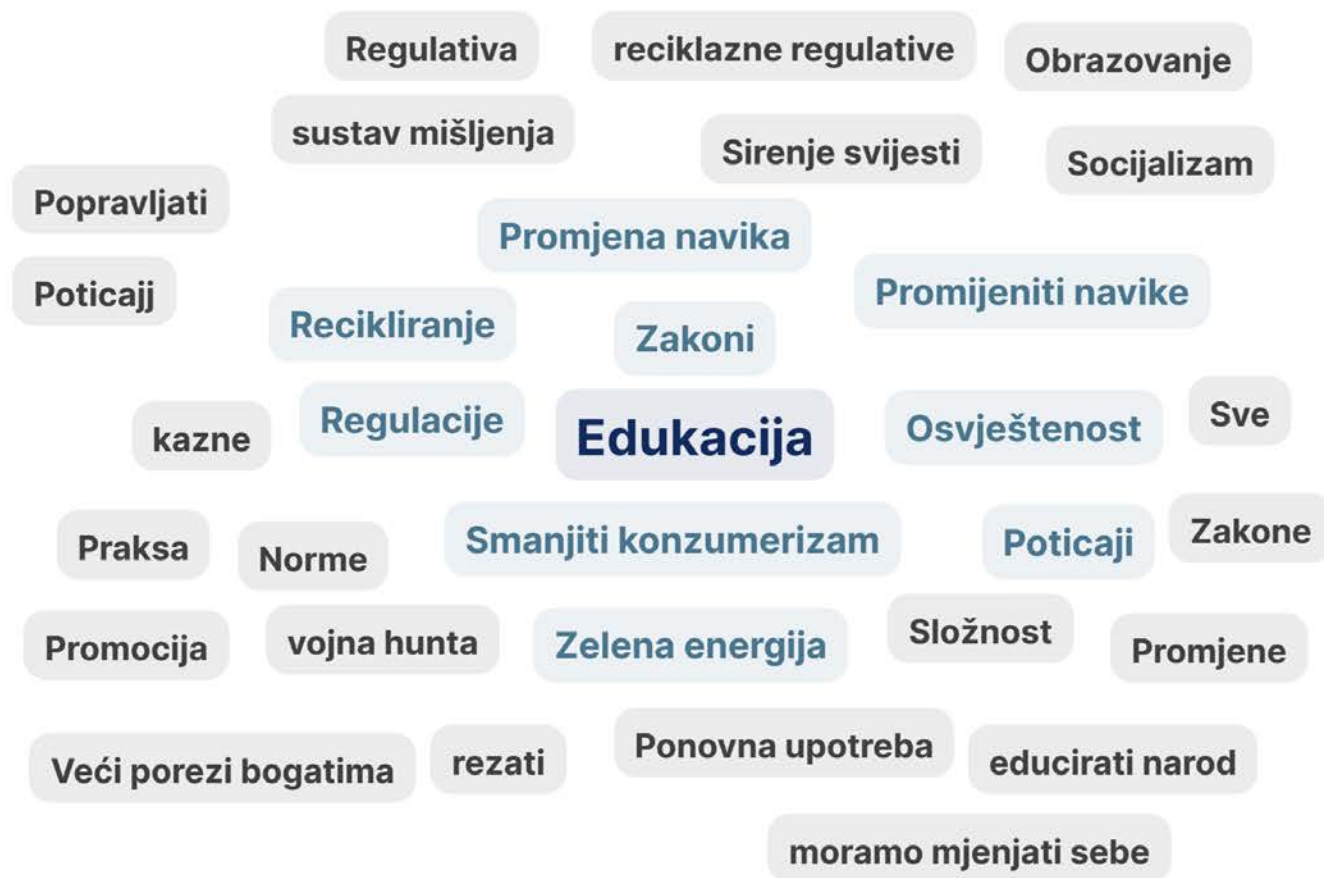 Regulativa
reciklazne regulative
Obrazovanje
sustav mišljenja
Sirenje svijesti
Socijalizam
Popravljati
Promjena navika
Poticajj
Promijeniti navike
Recikliranje
Zakoni
kazne
Regulacije
Edukacija
Osvještenost
Sve
Praksa
Norme
Smanjiti konzumerizam
Poticaji
Zakone
Promocija
vojna hunta
Zelena energija
Složnost
Promjene
Veći porezi bogatima
rezati
Ponovna upotreba
educirati narod
moramo mjenjati sebe